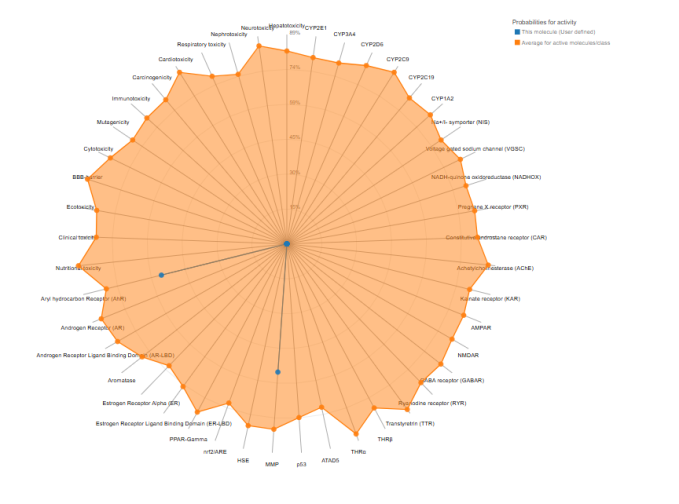 Probabilities for activity
This molecule (User defined)
Average for active molecules/class
Hepatotoxicity
CYP2E1
CYP3A4
CYP2D6
CYP2C9
CYP2C19
CYP1A2
Na+/I- symporter (NIS)
Voltage gated sodium channel (VGSC)
NADH-quinone oxidoreductase (NADHOX)
Pregnane X receptor (PXR)
Constitutive androstane receptor (CAR)
Acetylcholinesterase (AChE)
Kainate receptor (KAR)
AMPAR
NMDAR
GABA receptor (GABAR)
Ryanodine receptor (RYR)
Transtyretrin (TTR)
THRβ
THRα
ATAD5
p53
MMP
HSE
nrf2/ARE
PPAR-Gamma
Estrogen Receptor Ligand Binding Domain (ER-LBD)
Estrogen Receptor Alpha (ER)
Aromatase
Androgen Receptor Ligand Binding Domain (AR-LBD)
Androgen Receptor (AR)
Aryl hydrocarbon Receptor (AhR)
Nutritional toxicity
Clinical toxicity
Ecotoxicity
BBB-barrier
Cytotoxicity
Mutagenicity
Immunotoxicity
Carcinogenicity
Cardiotoxicity
Respiratory toxicity
Nephrotoxicity
Neurotoxicity
74%